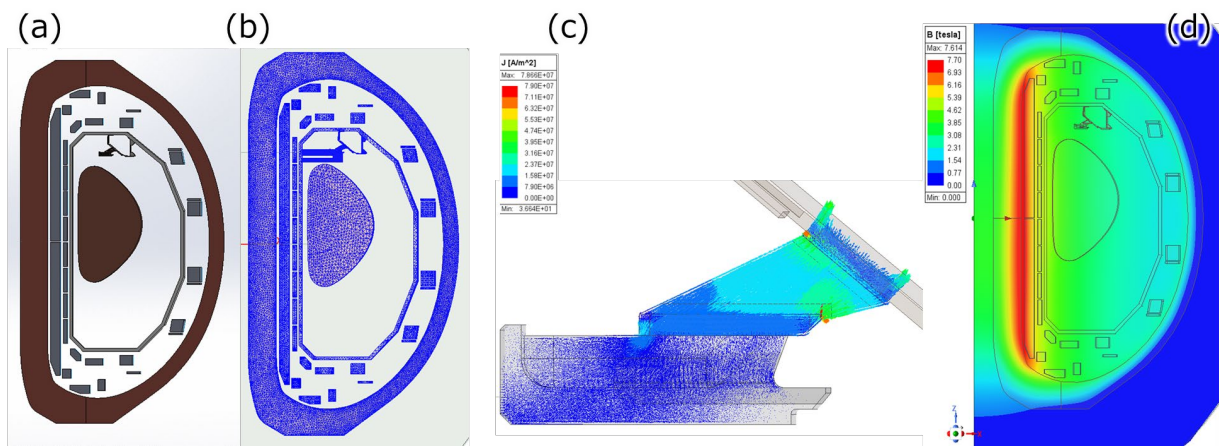 (a)
(b)
(c)
(d)
J [A/m^2]
Max: 7.866E+07
7.90E+07
7.11E+07
6.32E+07
5.53E+07
4.74E+07
3.95E+07
3.16E+07
2.37E+07
1.58E+07
7.90E+06
0.00E+00
Min: 3.664E+01
B [tesla]
Max: 7.614
7.70
6.93
6.16
5.39
4.62
3.85
3.08
2.31
1.54
0.77
0.00
Min: 0.000
Z